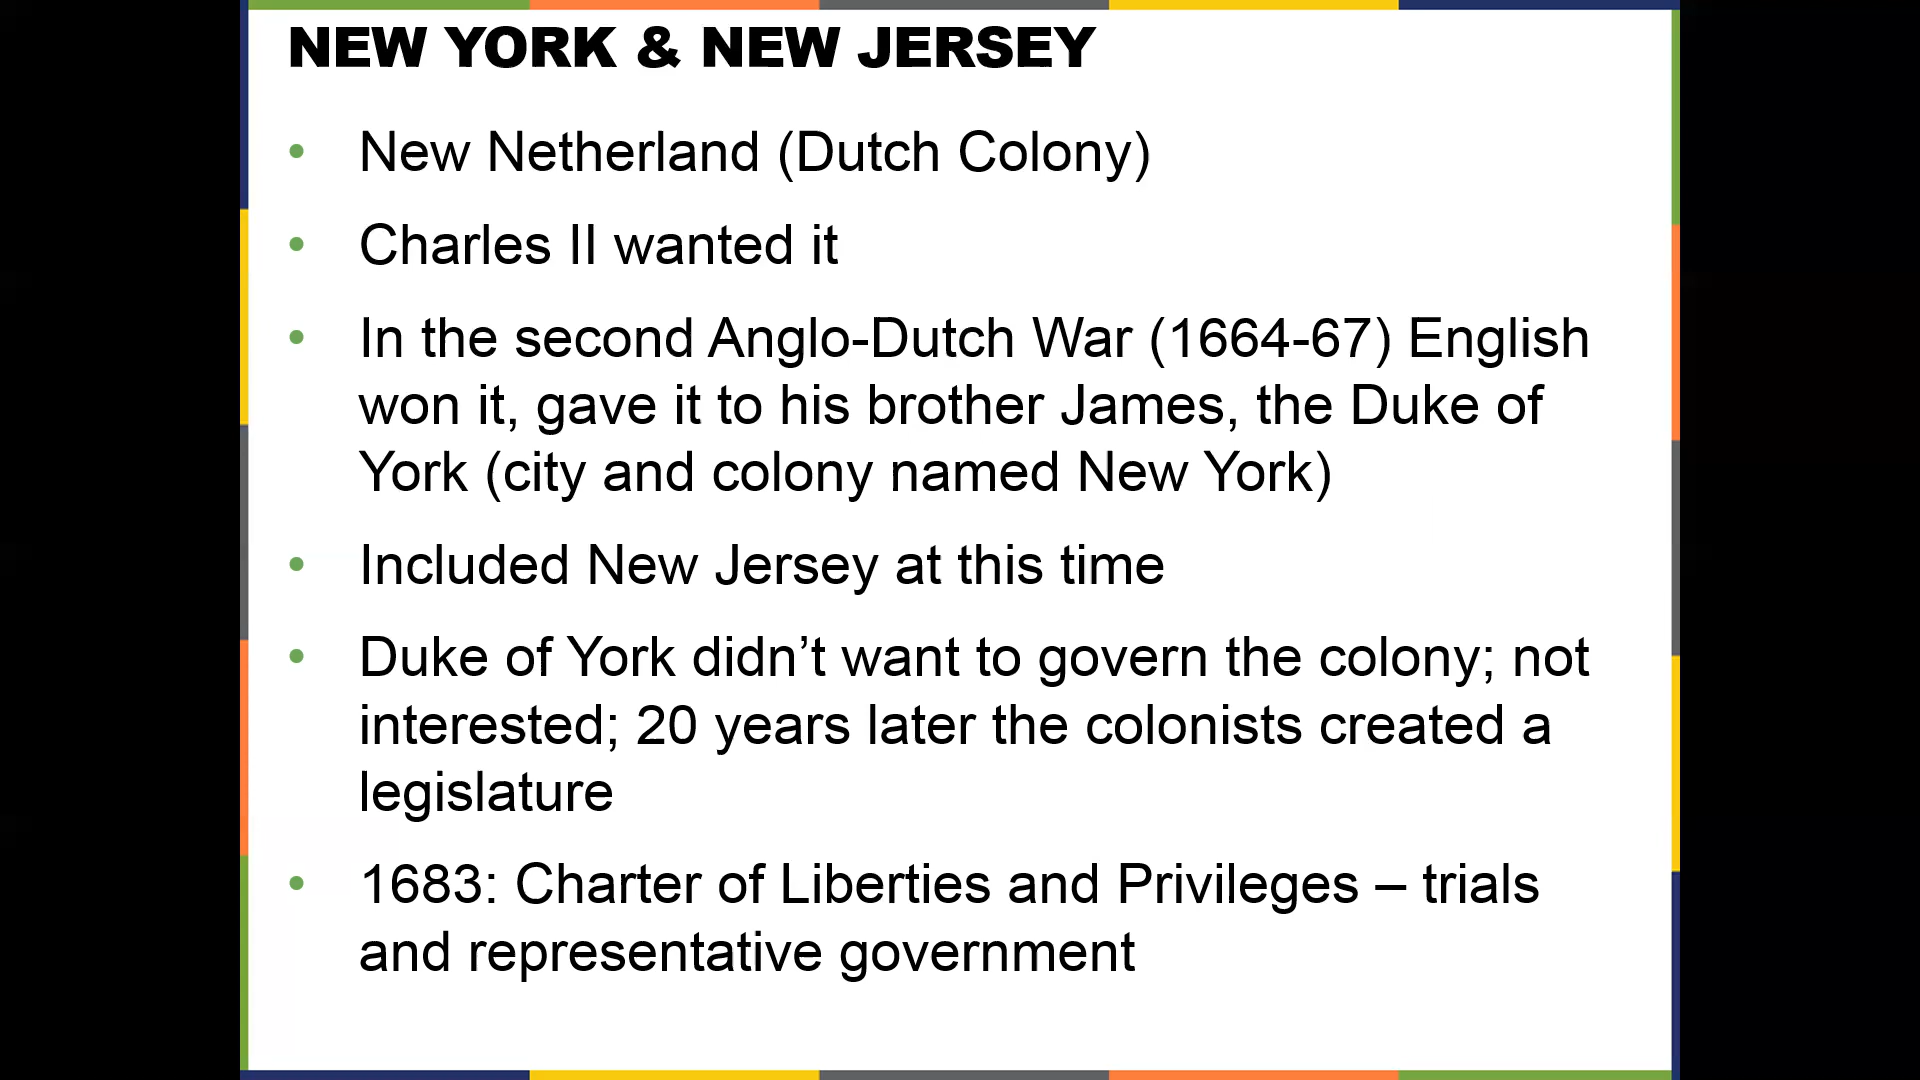 NEW YORK & NEW JERSEY
• New Netherland (Dutch Colony)
• Charles II wanted it
• In the second Anglo-Dutch War (1664-67) English
won it, gave it to his brother James, the Duke of
York (city and colony named New York)
• Included New Jersey at this time
• Duke of York didn’t want to govern the colony; not
interested; 20 years later the colonists created a
legislature
• 1683: Charter of Liberties and Privileges – trials
and representative government